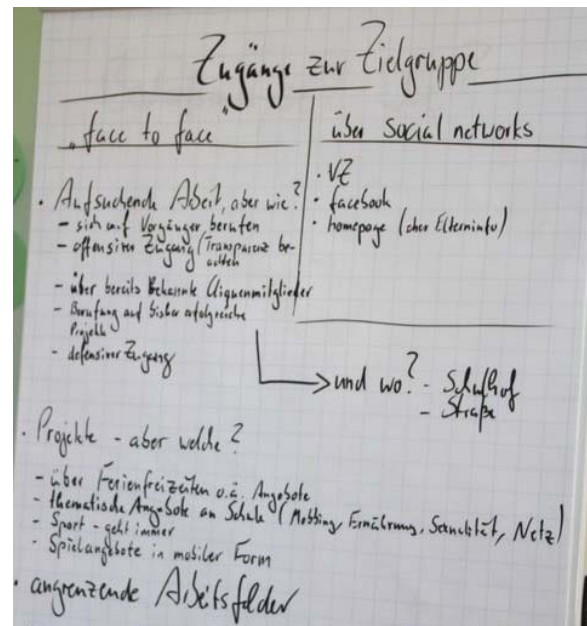 Zugänge zur Zielgruppe
„face to face"
• Aufsuchende Arbeit, aber wie?
- sich auf Vorgänger berufen
- offensiver Zugang (Transparenz be-
achten
- über bereits bekannte Cliquenmitglieder
- Berufung auf bisher erfolgreiche
Projekte
- defensiver Zugang
über social networks
• VZ
• facebook
• homepage (eher Elterninfo)
→ und wo? - Schulhof
- Straße
• Projekte - aber welche?
- über Ferienfreizeiten o.ä. Angebote
- thematische Angebote an Schule (Mobbing, Ernährung, Sexualität, Netz)
- Sport - geht immer
- Spielangebote in mobiler Form
• angrenzende Arbeitsfelder